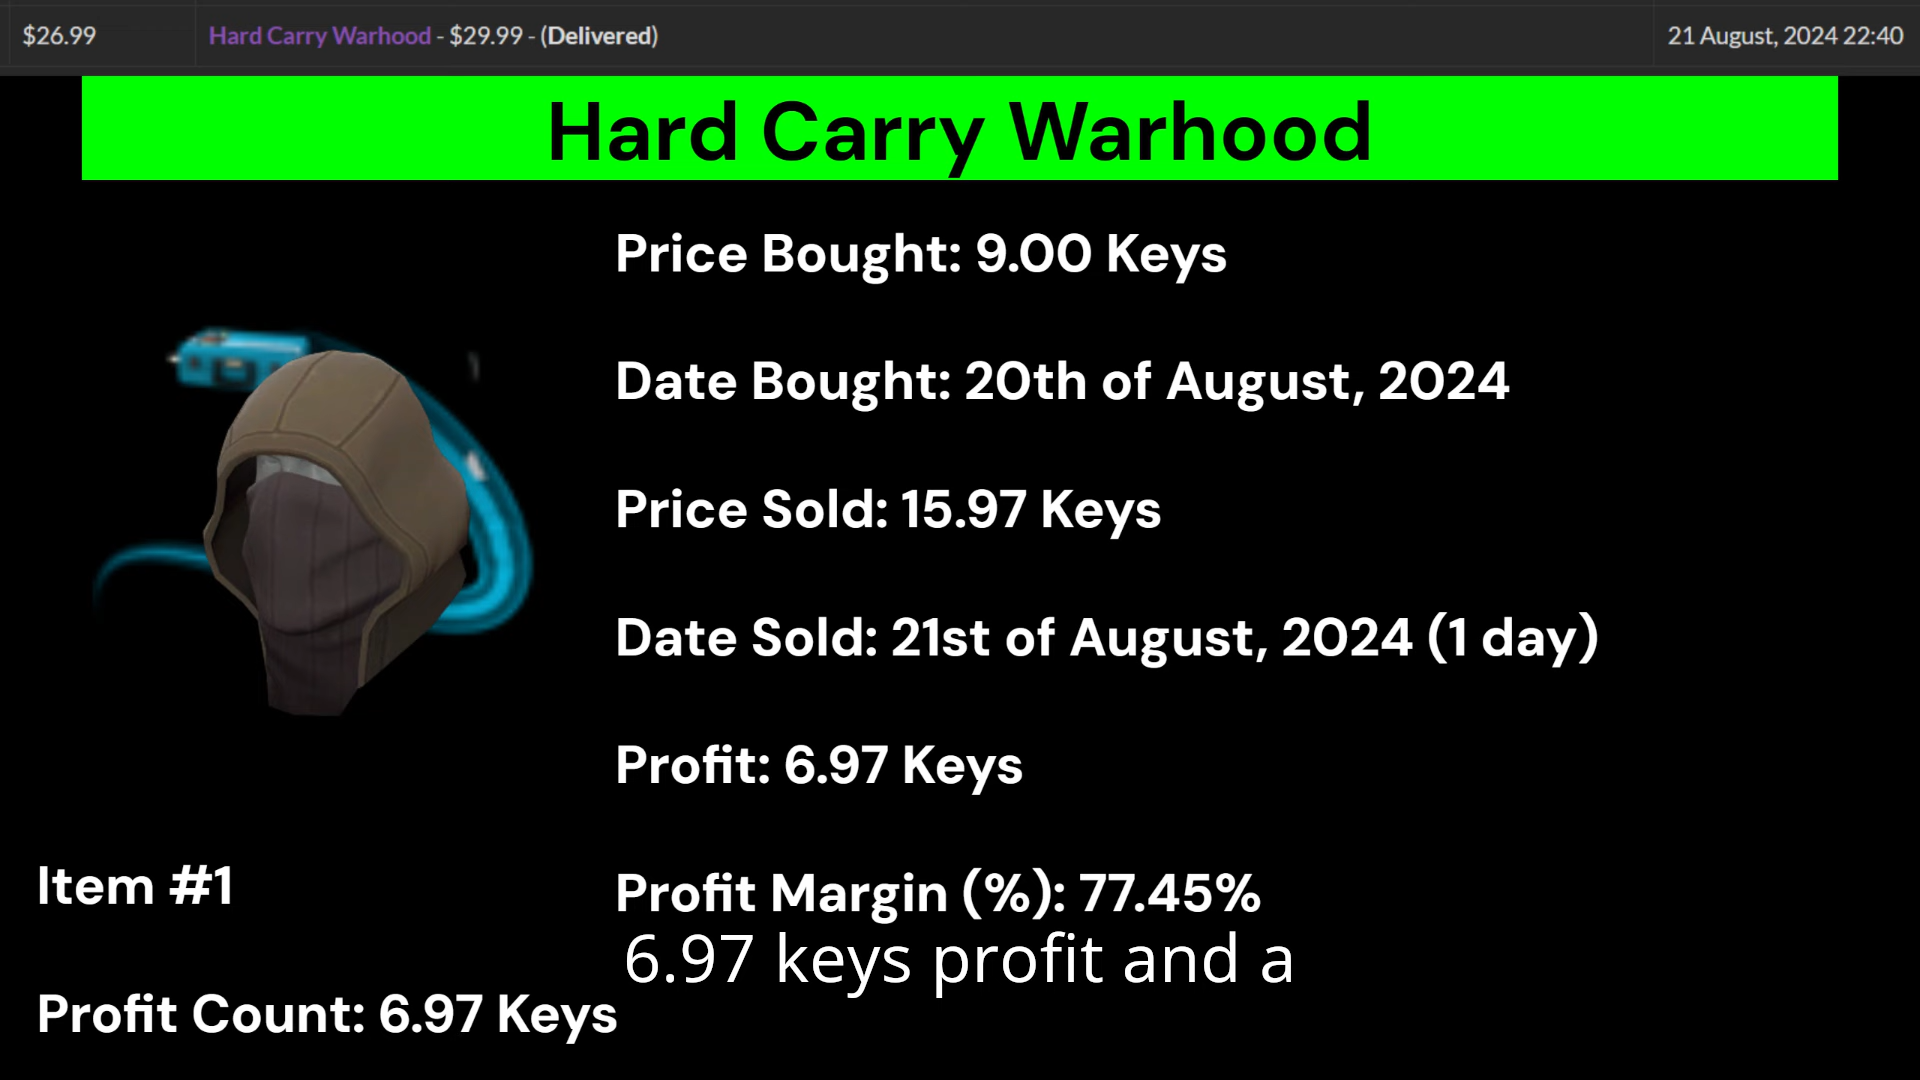 $26.99 Hard Carry Warhood - $29.99 - (Delivered) 21 August, 2024 22:40
Hard Carry Warhood
Price Bought: 9.00 Keys
Date Bought: 20th of August, 2024
Price Sold: 15.97 Keys
Date Sold: 21st of August, 2024 (1 day)
Profit: 6.97 Keys
Item #1
Profit Margin (%): 77.45%
6.97 keys profit and a
Profit Count: 6.97 Keys